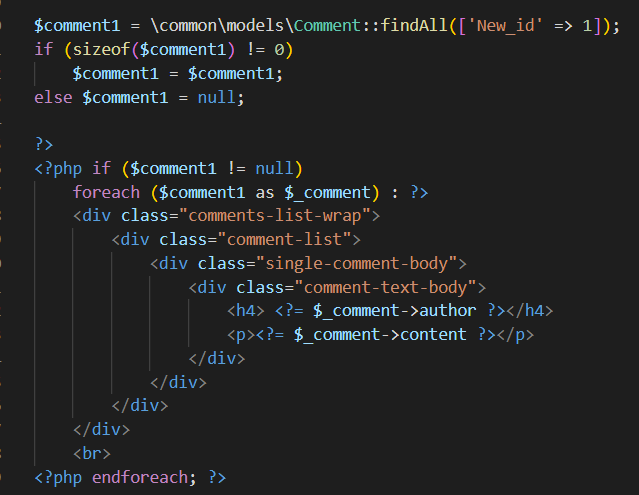 $comment1 = \common\models\Comment::findAll(['New_id' => 1]);
if (sizeof($comment1) != 0)
$comment1 = $comment1;
else $comment1 = null;
?>
<?php if ($comment1 != null)
foreach ($comment1 as $_comment) : ?>
<div class="comments-list-wrap">
<div class="comment-list">
<div class="single-comment-body">
<div class="comment-text-body">
<h4> <?= $_comment->author ?></h4>
<p><?= $_comment->content ?></p>
</div>
</div>
</div>
</div>
<br>
<?php endforeach; ?>